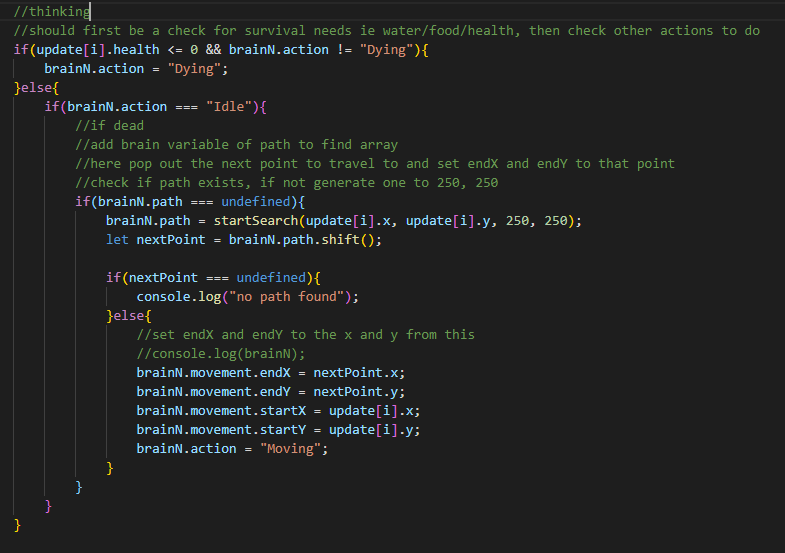 //thinking
//should first be a check for survival needs ie water/food/health, then check other actions to do
if(update[i].health <= 0 && brainN.action != "Dying"){
    brainN.action = "Dying";
}else{
    if(brainN.action === "Idle"){
        //if dead
        //add brain variable of path to find array
        //here pop out the next point to travel to and set endX and endY to that point
        //check if path exists, if not generate one to 250, 250
        if(brainN.path === undefined){
            brainN.path = startSearch(update[i].x, update[i].y, 250, 250);
            let nextPoint = brainN.path.shift();

            if(nextPoint === undefined){
                console.log("no path found");
            }else{
                //set endX and endY to the x and y from this
                //console.log(brainN);
                brainN.movement.endX = nextPoint.x;
                brainN.movement.endY = nextPoint.y;
                brainN.movement.startX = update[i].x;
                brainN.movement.startY = update[i].y;
                brainN.action = "Moving";
            }
        }
    }
}